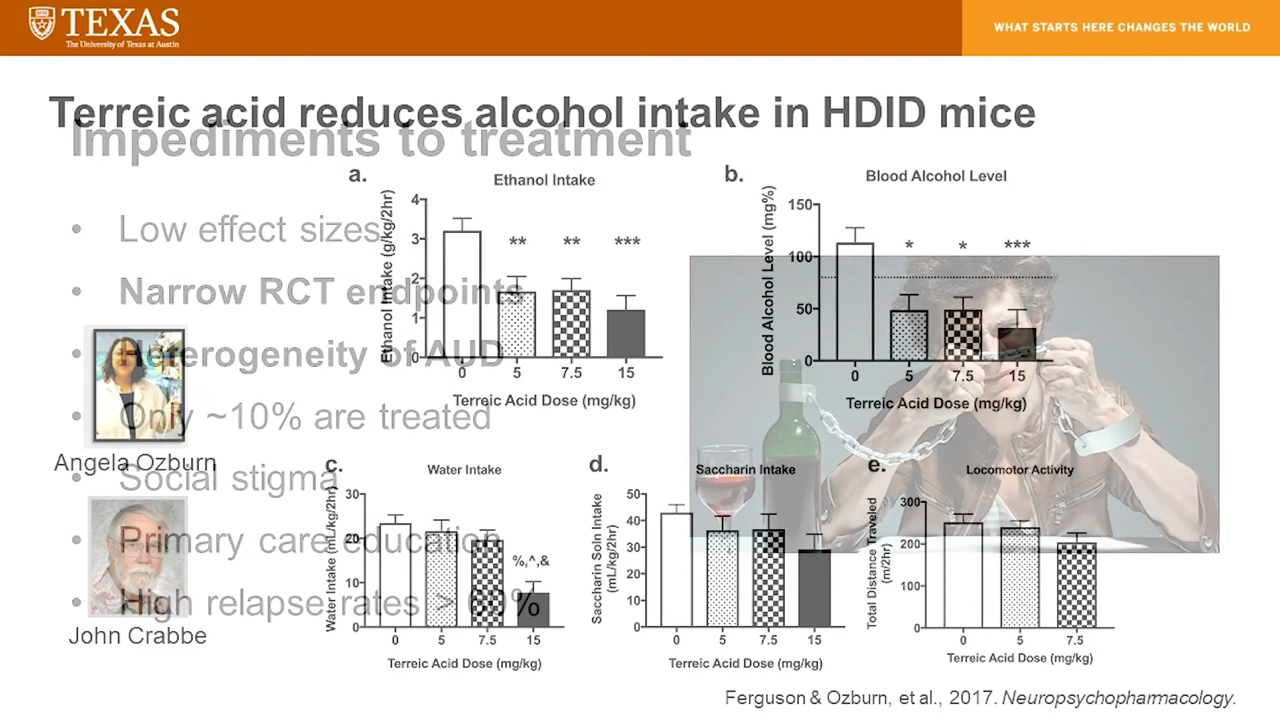 TEXAS
The University of Texas at Austin
WHAT STARTS HERE CHANGES THE WORLD
Terreic acid reduces alcohol intake in HDID mice
Impediments to treatment
• Low effect sizes
• Narrow RCT endpoints
• Heterogeneity of AUD
• Only ~10% are treated
• Social stigma
• Primary care education
• High relapse rates > 60%
Angela Ozburn
John Crabbe
a.
Ethanol Intake
Ethanol Intake (g/kg/2hr)
4
3
2
1
0
** ** ***
0 5 7.5 15
Terreic Acid Dose (mg/kg)
b.
Blood Alcohol Level
Blood Alcohol Level (mg%)
150
100
50
0
* * ***
0 5 7.5 15
Terreic Acid Dose (mg/kg)
c.
Water Intake
Water Intake (mL/kg/2hr)
30
20
10
0
%,^,&
0 5 7.5 15
Terreic Acid Dose (mg/kg)
d.
Saccharin Intake
Saccharin Soln Intake
(mL/kg/2hr)
50
40
30
20
10
0
0 5 7.5 15
Terreic Acid Dose (mg/kg)
e.
Locomotor Activity
Total Distance Traveled
(m/2hr)
300
200
100
0
0 5 7.5
Terreic Acid Dose (mg/kg)
Ferguson & Ozburn, et al., 2017. Neuropsychopharmacology.